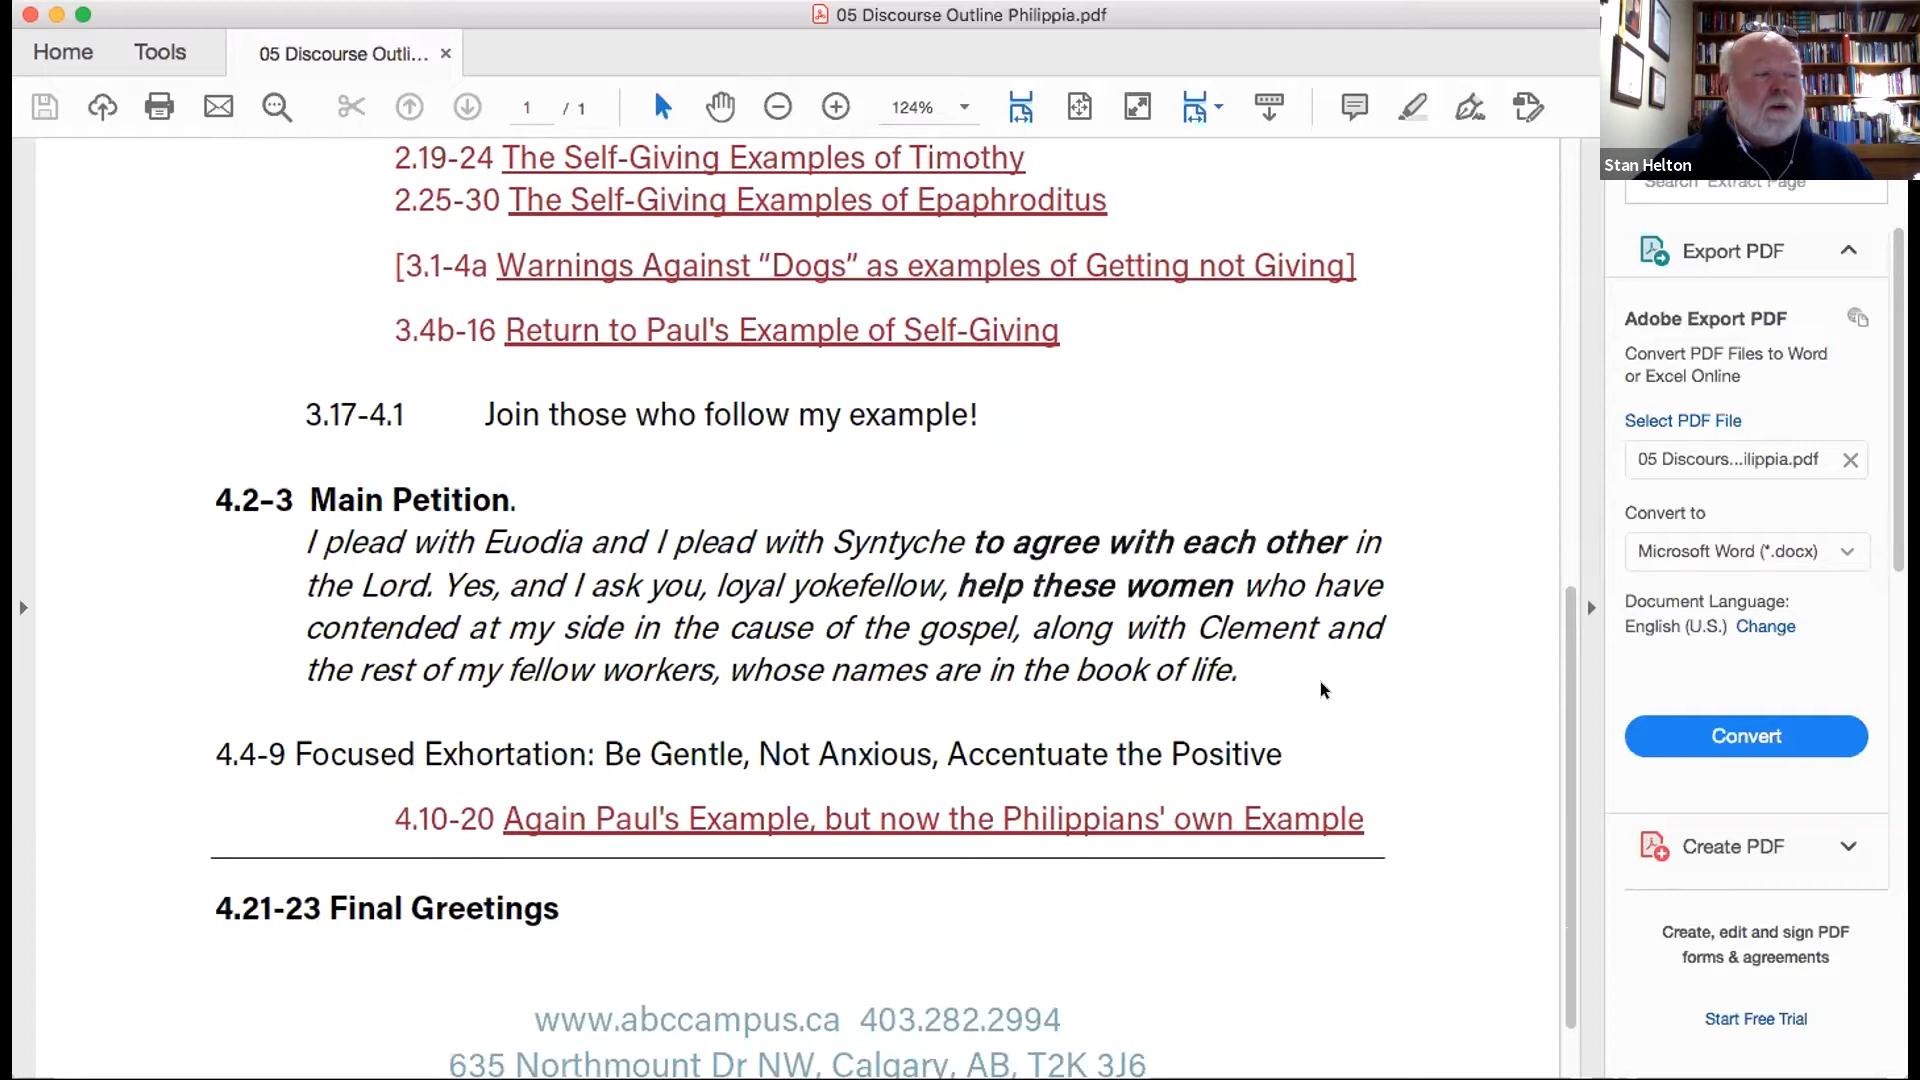 05 Discourse Outline Philippia.pdf
Home
Tools
05 Discourse Outli...
1 / 1
124%
2.19-24 The Self-Giving Examples of Timothy
2.25-30 The Self-Giving Examples of Epaphroditus
[3.1-4a Warnings Against “Dogs” as examples of Getting not Giving]
3.4b-16 Return to Paul's Example of Self-Giving
3.17-4.1 Join those who follow my example!
4.2–3 Main Petition.
I plead with Euodia and I plead with Syntyche to agree with each other in
the Lord. Yes, and I ask you, loyal yokefellow, help these women who have
contended at my side in the cause of the gospel, along with Clement and
the rest of my fellow workers, whose names are in the book of life.
4.4-9 Focused Exhortation: Be Gentle, Not Anxious, Accentuate the Positive
4.10-20 Again Paul's Example, but now the Philippians' own Example
4.21-23 Final Greetings
www.abccampus.ca 403.282.2994
635 Northmount Dr NW, Calgary, AB, T2K 3J6
Stan Helton
Search 'Extract Page'
Export PDF
Adobe Export PDF
Convert PDF Files to Word
or Excel Online
Select PDF File
05 Discours...ilippia.pdf
Convert to
Microsoft Word (*.docx)
Document Language:
English (U.S.) Change
Convert
Create PDF
Create, edit and sign PDF
forms & agreements
Start Free Trial